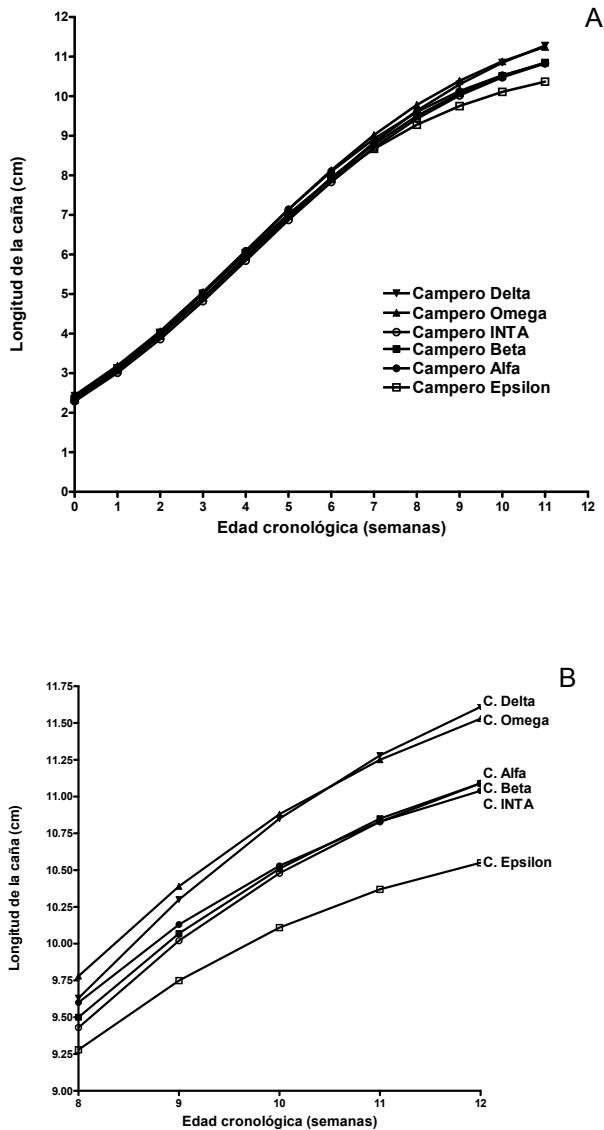 A
12
11
10
9
8
7
6
5
4
3
2
1
0
Longitud de la caña (cm)
Campero Delta
Campero Omega
Campero INTA
Campero Beta
Campero Alfa
Campero Epsilon
0 1 2 3 4 5 6 7 8 9 10 11 12
Edad cronológica (semanas)
B
11.75
11.50
11.25
11.00
10.75
10.50
10.25
10.00
9.75
9.50
9.25
9.00
Longitud de la caña (cm)
C. Delta
C. Omega
C. Alfa
C. Beta
C. INTA
C. Epsilon
8 9 10 11 12
Edad cronológica (semanas)